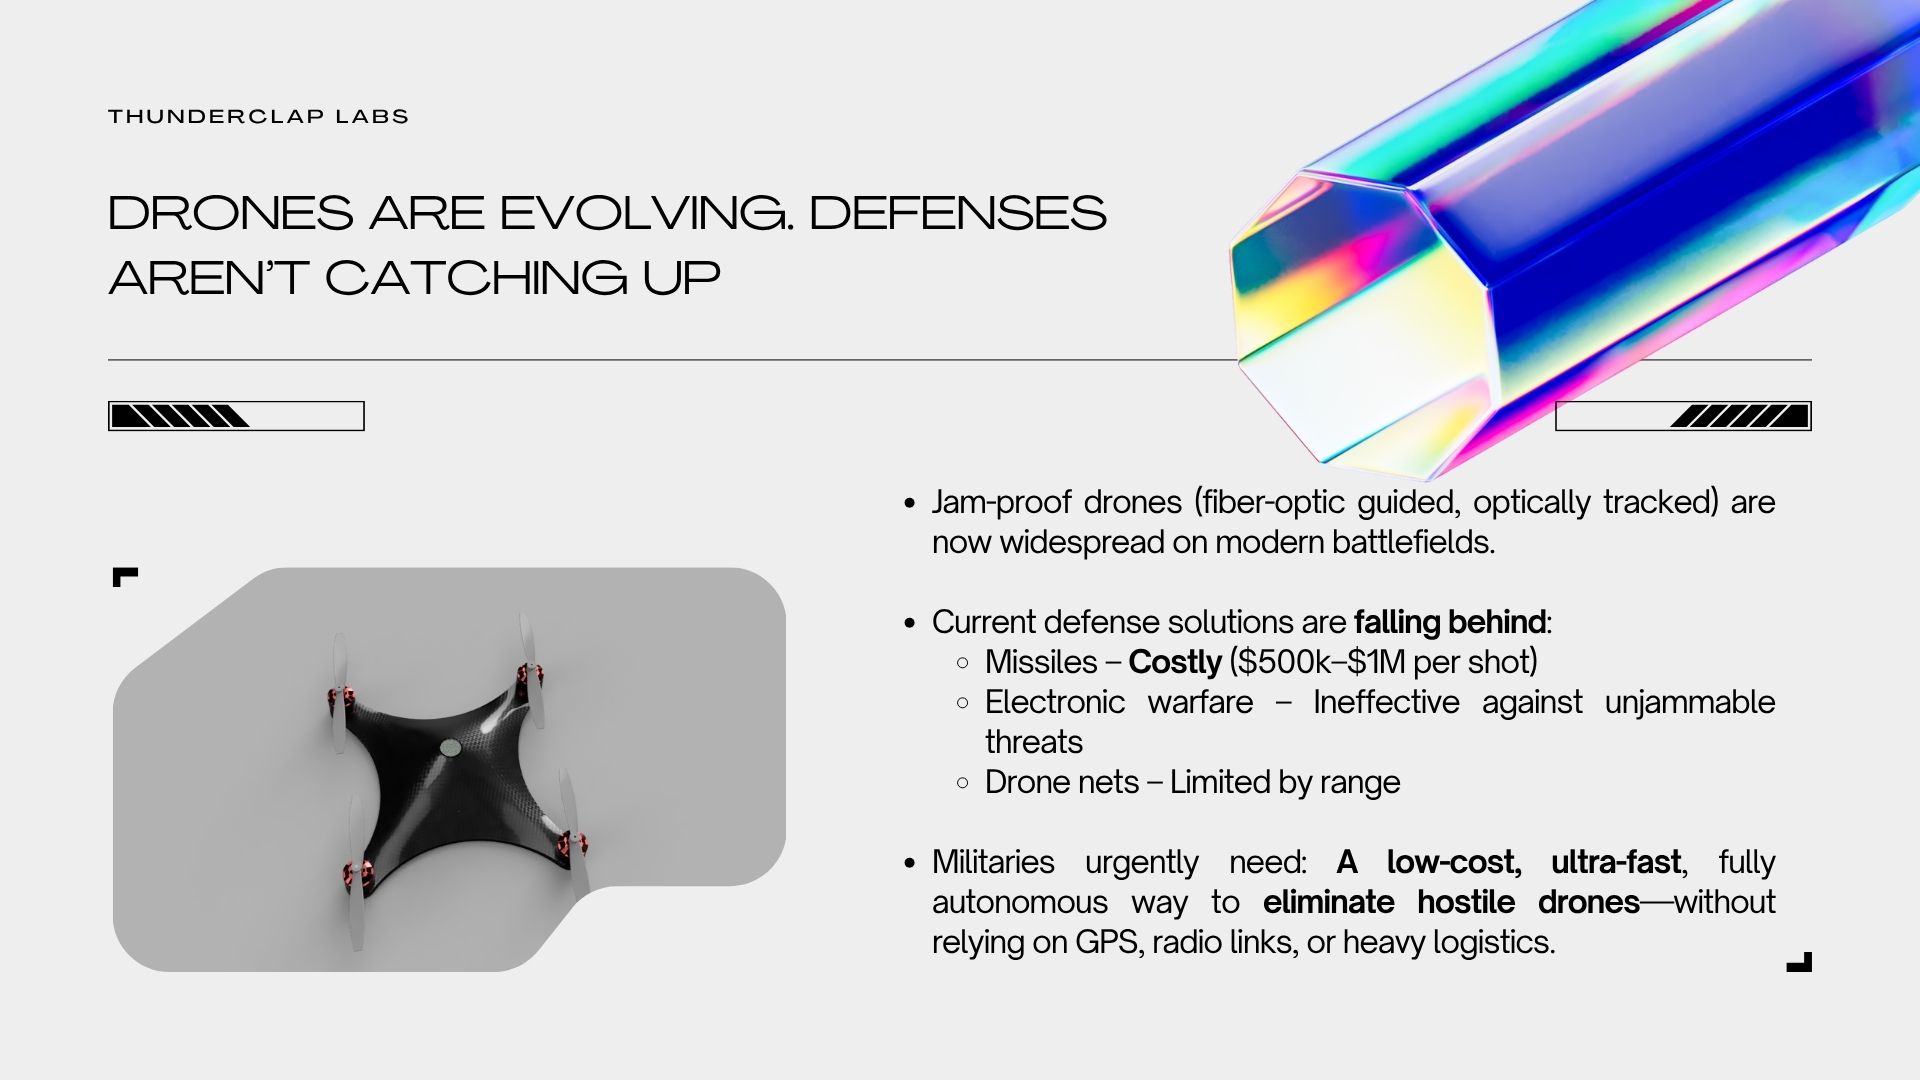 THUNDERCLAP LABS
DRONES ARE EVOLVING. DEFENSES
AREN’T CATCHING UP
• Jam-proof drones (fiber-optic guided, optically tracked) are
now widespread on modern battlefields.
• Current defense solutions are falling behind:
◦ Missiles – Costly ($500k–$1M per shot)
◦ Electronic warfare – Ineffective against unjammable
threats
◦ Drone nets – Limited by range
• Militaries urgently need: A low-cost, ultra-fast, fully
autonomous way to eliminate hostile drones—without
relying on GPS, radio links, or heavy logistics.